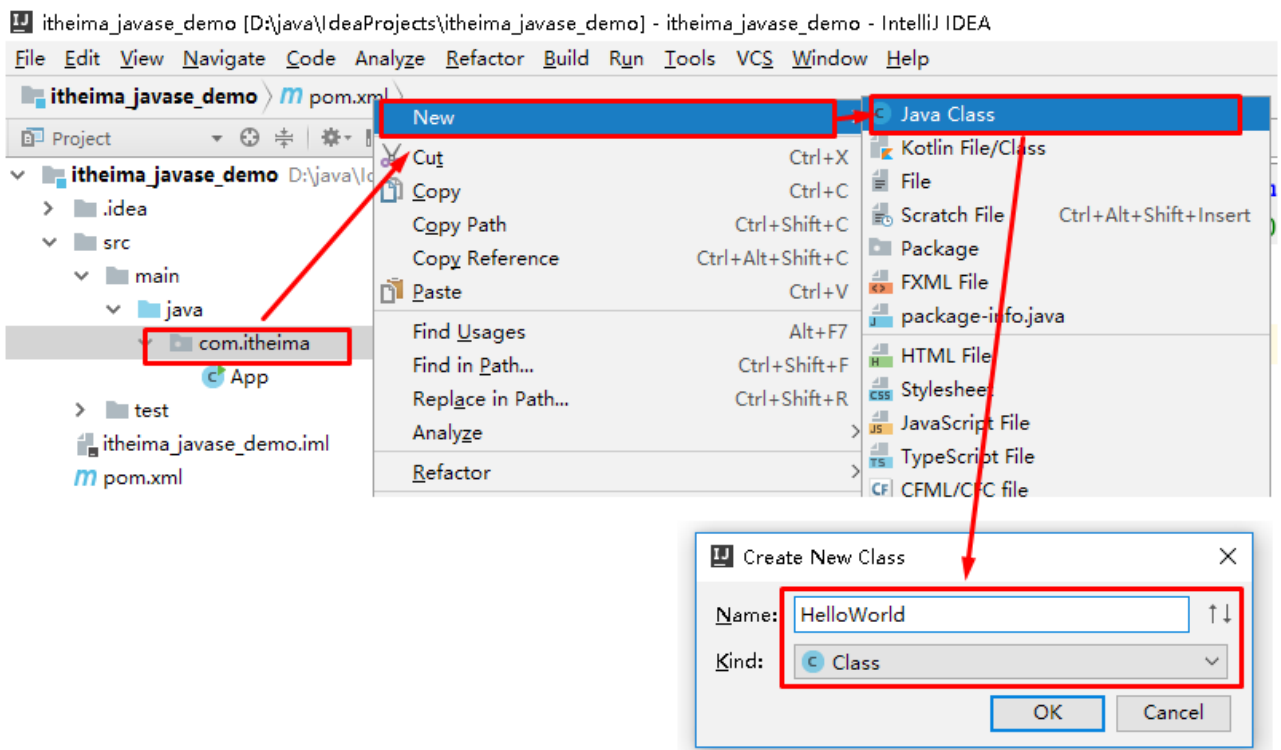 itheima_javase_demo [D:\java\IdeaProjects\itheima_javase_demo] - itheima_javase_demo - IntelliJ IDEA
File Edit View Navigate Code Analyze Refactor Build Run Tools VCS Window Help
itheima_javase_demo pom.xml
Project
itheima_javase_demo D:\java\Id
.idea
src
main
java
com.itheima
App
test
itheima_javase_demo.iml
pom.xml
New
Cut Ctrl+X
Copy Ctrl+C
Copy Path Ctrl+Shift+C
Copy Reference Ctrl+Alt+Shift+C
Paste Ctrl+V
Find Usages Alt+F7
Find in Path... Ctrl+Shift+F
Replace in Path... Ctrl+Shift+R
Analyze
Refactor
Java Class
Kotlin File/Class
File
Scratch File Ctrl+Alt+Shift+Insert
Package
FXML File
package-info.java
HTML File
Stylesheet
JavaScript File
TypeScript File
CFML/CFC file
Create New Class
Name: HelloWorld
Kind: Class
OK Cancel